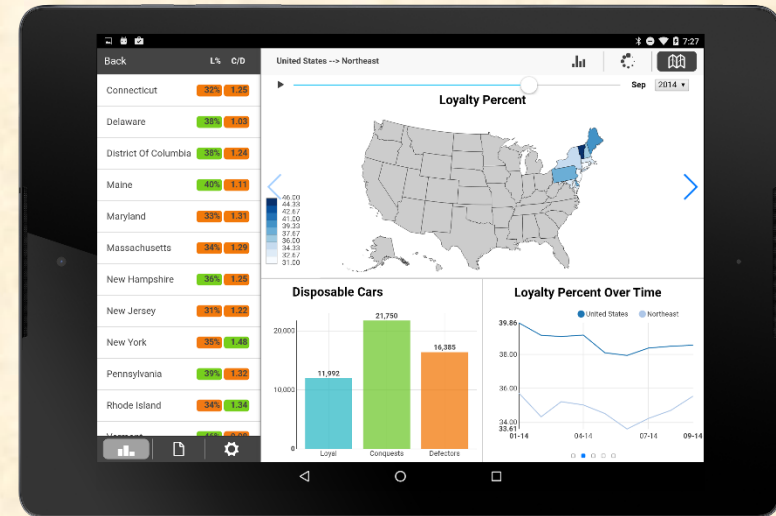 7:27
Back L% C/D
Connecticut 32% 1.25
Delaware 38% 1.03
District Of Columbia 38% 1.24
Maine 40% 1.11
Maryland 33% 1.31
Massachusetts 34% 1.29
New Hampshire 36% 1.25
New Jersey 31% 1.22
New York 35% 1.48
Pennsylvania 39% 1.32
Rhode Island 34% 1.34
United States --> Northeast
Sep 2014
Loyalty Percent
46.00
44.33
42.67
41.00
39.33
37.67
36.00
34.33
32.67
31.00
Disposable Cars
20,000
10,000
0
11,992
21,750
16,385
Loyal Conquests Defectors
Loyalty Percent Over Time
United States Northeast
39.86
38.00
36.00
34.00
33.61
01-14 04-14 07-14 09-14